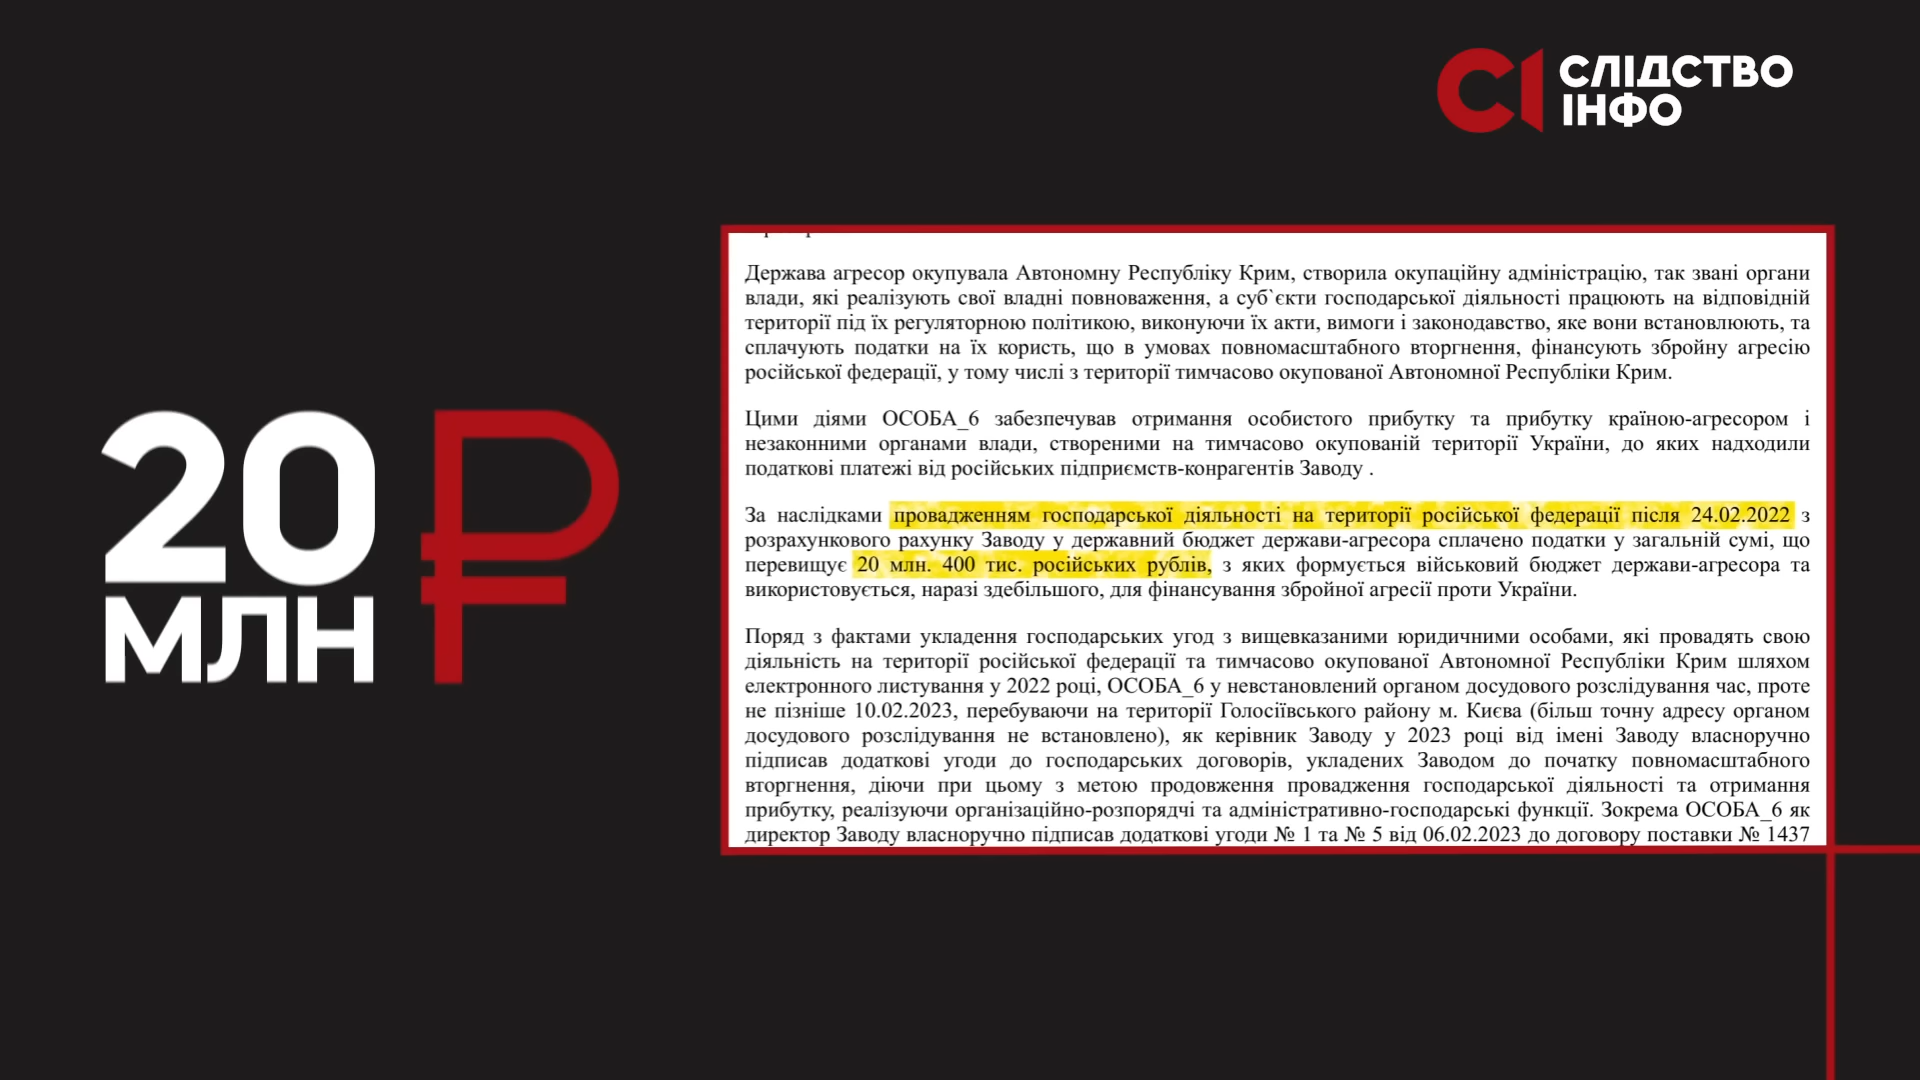 СЛІДСТВО
ІНФО
20
МЛН ₽
Держава агресор окупувала Автономну Республіку Крим, створила окупаційну адміністрацію, так звані органи
влади, які реалізують свої владні повноваження, а суб`єкти господарської діяльності працюють на відповідній
території під їх регуляторною політикою, виконуючи їх акти, вимоги і законодавство, яке вони встановлюють, та
сплачують податки на їх користь, що в умовах повномасштабного вторгнення, фінансують збройну агресію
російської федерації, у тому числі з території тимчасово окупованої Автономної Республіки Крим.
Цими діями ОСОБА_6 забезпечував отримання особистого прибутку та прибутку країною-агресором і
незаконними органами влади, створеними на тимчасово окупованій території України, до яких надходили
податкові платежі від російських підприємств-конрагентів Заводу .
За наслідками провадженням господарської діяльності на території російської федерації після 24.02.2022 з
розрахункового рахунку Заводу у державний бюджет держави-агресора сплачено податки у загальній сумі, що
перевищує 20 млн. 400 тис. російських рублів, з яких формується військовий бюджет держави-агресора та
використовується, наразі здебільшого, для фінансування збройної агресії проти України.
Поряд з фактами укладення господарських угод з вищевказаними юридичними особами, які провадять свою
діяльність на території російської федерації та тимчасово окупованої Автономної Республіки Крим шляхом
електронного листування у 2022 році, ОСОБА_6 у невстановлений органом досудового розслідування час, проте
не пізніше 10.02.2023, перебуваючи на території Голосіївського району м. Києва (більш точну адресу органом
досудового розслідування не встановлено), як керівник Заводу у 2023 році від імені Заводу власноручно
підписав додаткові угоди до господарських договорів, укладених Заводом до початку повномасштабного
вторгнення, діючи при цьому з метою продовження провадження господарської діяльності та отримання
прибутку, реалізуючи організаційно-розпорядчі та адміністративно-господарські функції. Зокрема ОСОБА_6 як
директор Заводу власноручно підписав додаткові угоди № 1 та № 5 від 06.02.2023 до договору поставки № 1437